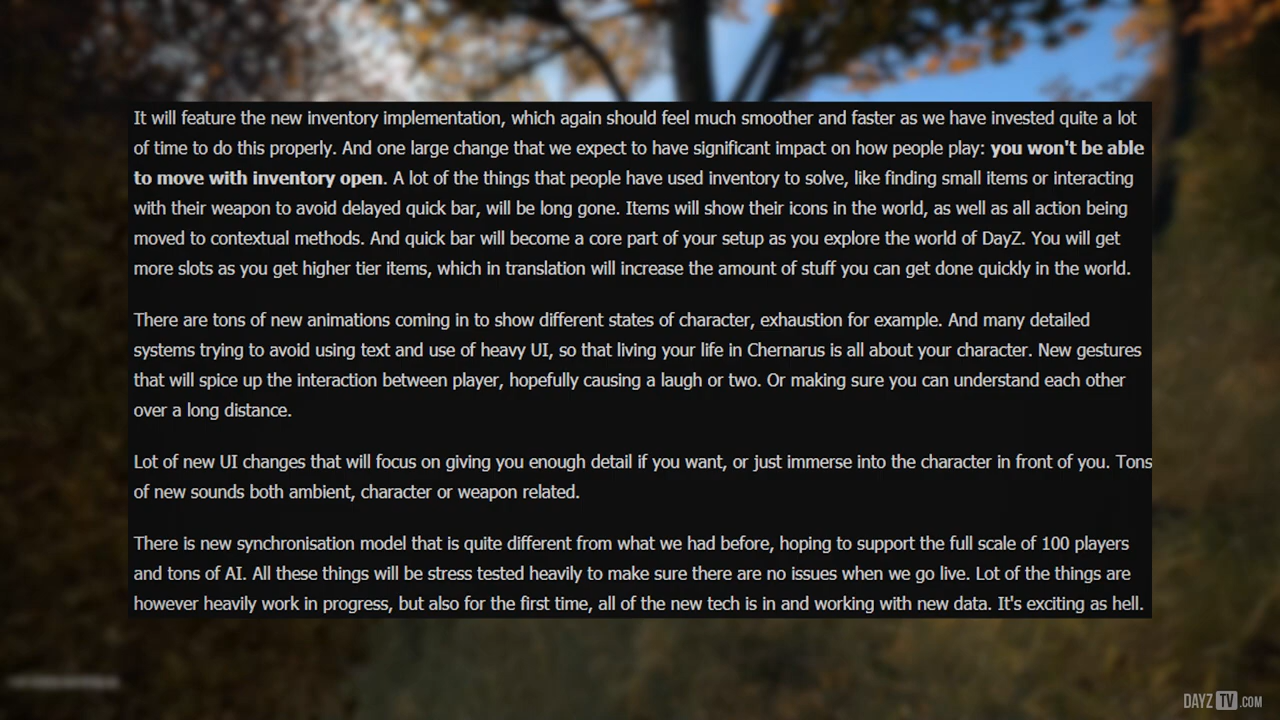 It will feature the new inventory implementation, which again should feel much smoother and faster as we have invested quite a lot
of time to do this properly. And one large change that we expect to have significant impact on how people play: you won't be able
to move with inventory open. A lot of the things that people have used inventory to solve, like finding small items or interacting
with their weapon to avoid delayed quick bar, will be long gone. Items will show their icons in the world, as well as all action being
moved to contextual methods. And quick bar will become a core part of your setup as you explore the world of DayZ. You will get
more slots as you get higher tier items, which in translation will increase the amount of stuff you can get done quickly in the world.
There are tons of new animations coming in to show different states of character, exhaustion for example. And many detailed
systems trying to avoid using text and use of heavy UI, so that living your life in Chernarus is all about your character. New gestures
that will spice up the interaction between player, hopefully causing a laugh or two. Or making sure you can understand each other
over a long distance.
Lot of new UI changes that will focus on giving you enough detail if you want, or just immerse into the character in front of you. Tons
of new sounds both ambient, character or weapon related.
There is new synchronisation model that is quite different from what we had before, hoping to support the full scale of 100 players
and tons of AI. All these things will be stress tested heavily to make sure there are no issues when we go live. Lot of the things are
however heavily work in progress, but also for the first time, all of the new tech is in and working with new data. It's exciting as hell.
DAYZ TV .COM